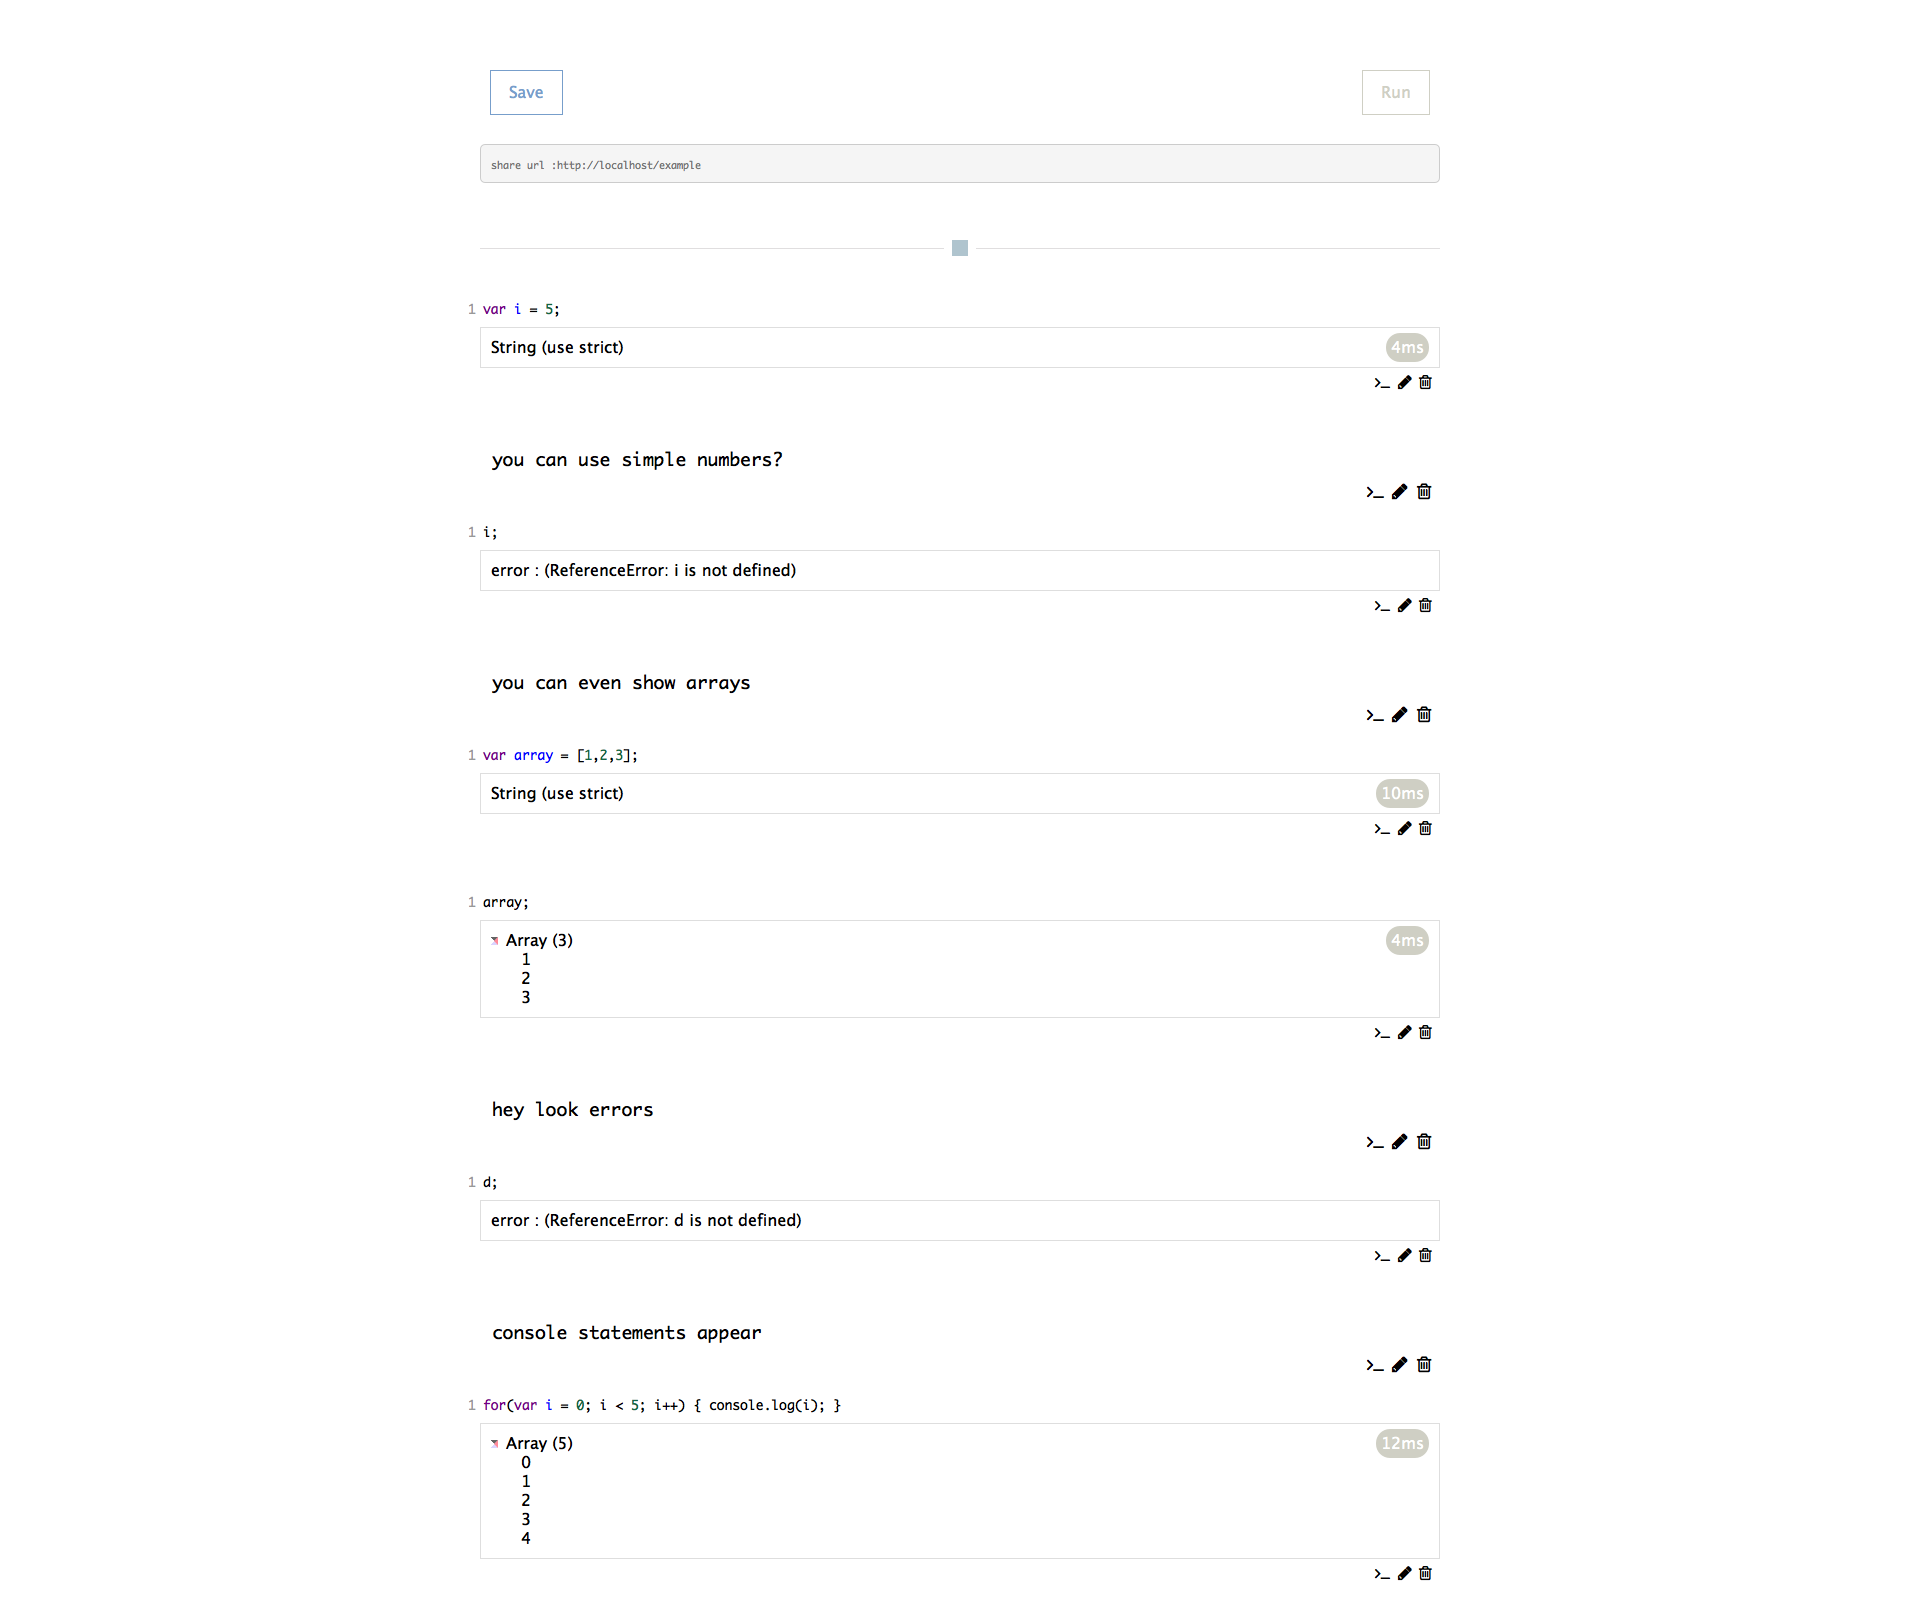 Save
Run
share url :http://localhost/example
1 var i = 5;
String (use strict)
4ms
>_
you can use simple numbers?
>_
1 i;
error : (ReferenceError: i is not defined)
>_
you can even show arrays
>_
1 var array = [1,2,3];
String (use strict)
10ms
>_
1 array;
Array (3)
4ms
1
2
3
>_
hey look errors
>_
1 d;
error : (ReferenceError: d is not defined)
>_
console statements appear
>_
1 for(var i = 0; i < 5; i++) { console.log(i); }
Array (5)
12ms
0
1
2
3
4
>_